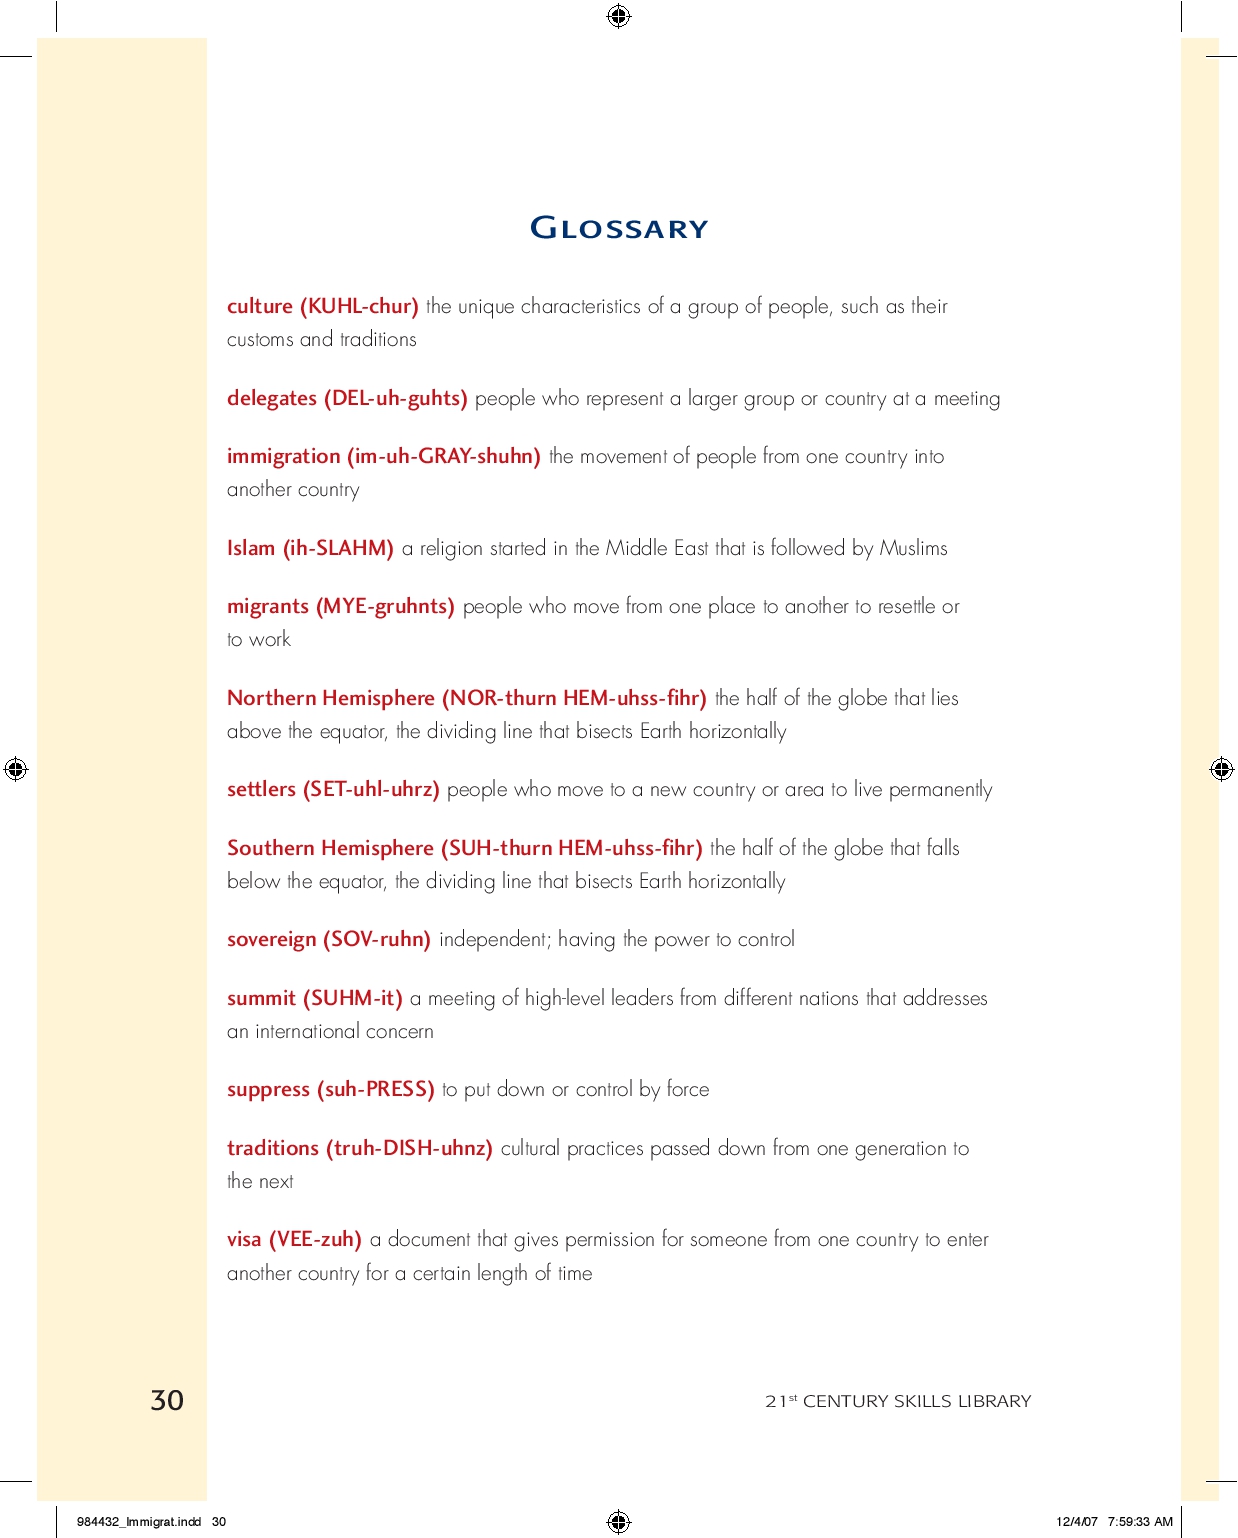 Glossary
culture (KUHL-chur) the unique characteristics of a group of people, such as their
customs and traditions
delegates (DEL-uh-guhts) people who represent a larger group or country at a meeting
immigration (im-uh-GRAY-shuhn) the movement of people from one country into
another country
Islam (ih-SLAHM) a religion started in the Middle East that is followed by Muslims
migrants (MYE-gruhnts) people who move from one place to another to resettle or
to work
Northern Hemisphere (NOR-thurn HEM-uhss-fihr) the half of the globe that lies
above the equator, the dividing line that bisects Earth horizontally
settlers (SET-uhl-uhrz) people who move to a new country or area to live permanently
Southern Hemisphere (SUH-thurn HEM-uhss-fihr) the half of the globe that falls
below the equator, the dividing line that bisects Earth horizontally
sovereign (SOV-ruhn) independent; having the power to control
summit (SUHM-it) a meeting of high-level leaders from different nations that addresses
an international concern
suppress (suh-PRESS) to put down or control by force
traditions (truh-DISH-uhnz) cultural practices passed down from one generation to
the next
visa (VEE-zuh) a document that gives permission for someone from one country to enter
another country for a certain length of time
30
21st CENTURY SKILLS LIBRARY
984432_Immigrat.indd 30
12/4/07 7:59:33 AM